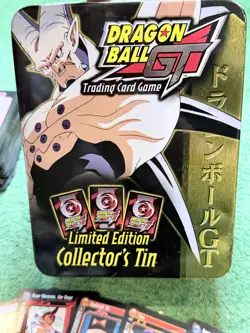 DRAGON
BALL
GT
Trading Card Game
ドラゴンボールGT
Limited Edition
Collector's Tin